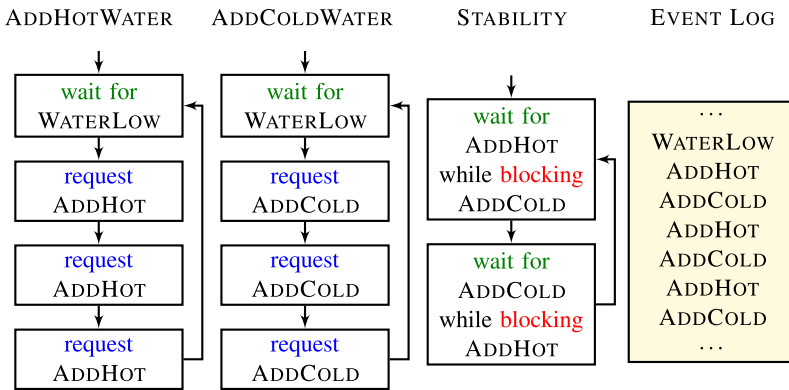 ADDHOTWATER
wait for
WATERLOW
request
ADDHOT
request
ADDHOT
request
ADDHOT
ADDCOLDWATER
wait for
WATERLOW
request
ADDCOLD
request
ADDCOLD
request
ADDCOLD
STABILITY
wait for
ADDHOT
while blocking
ADDCOLD
wait for
ADDCOLD
while blocking
ADDHOT
EVENT LOG
...
WATERLOW
ADDHOT
ADDCOLD
ADDHOT
ADDCOLD
ADDHOT
ADDCOLD
...